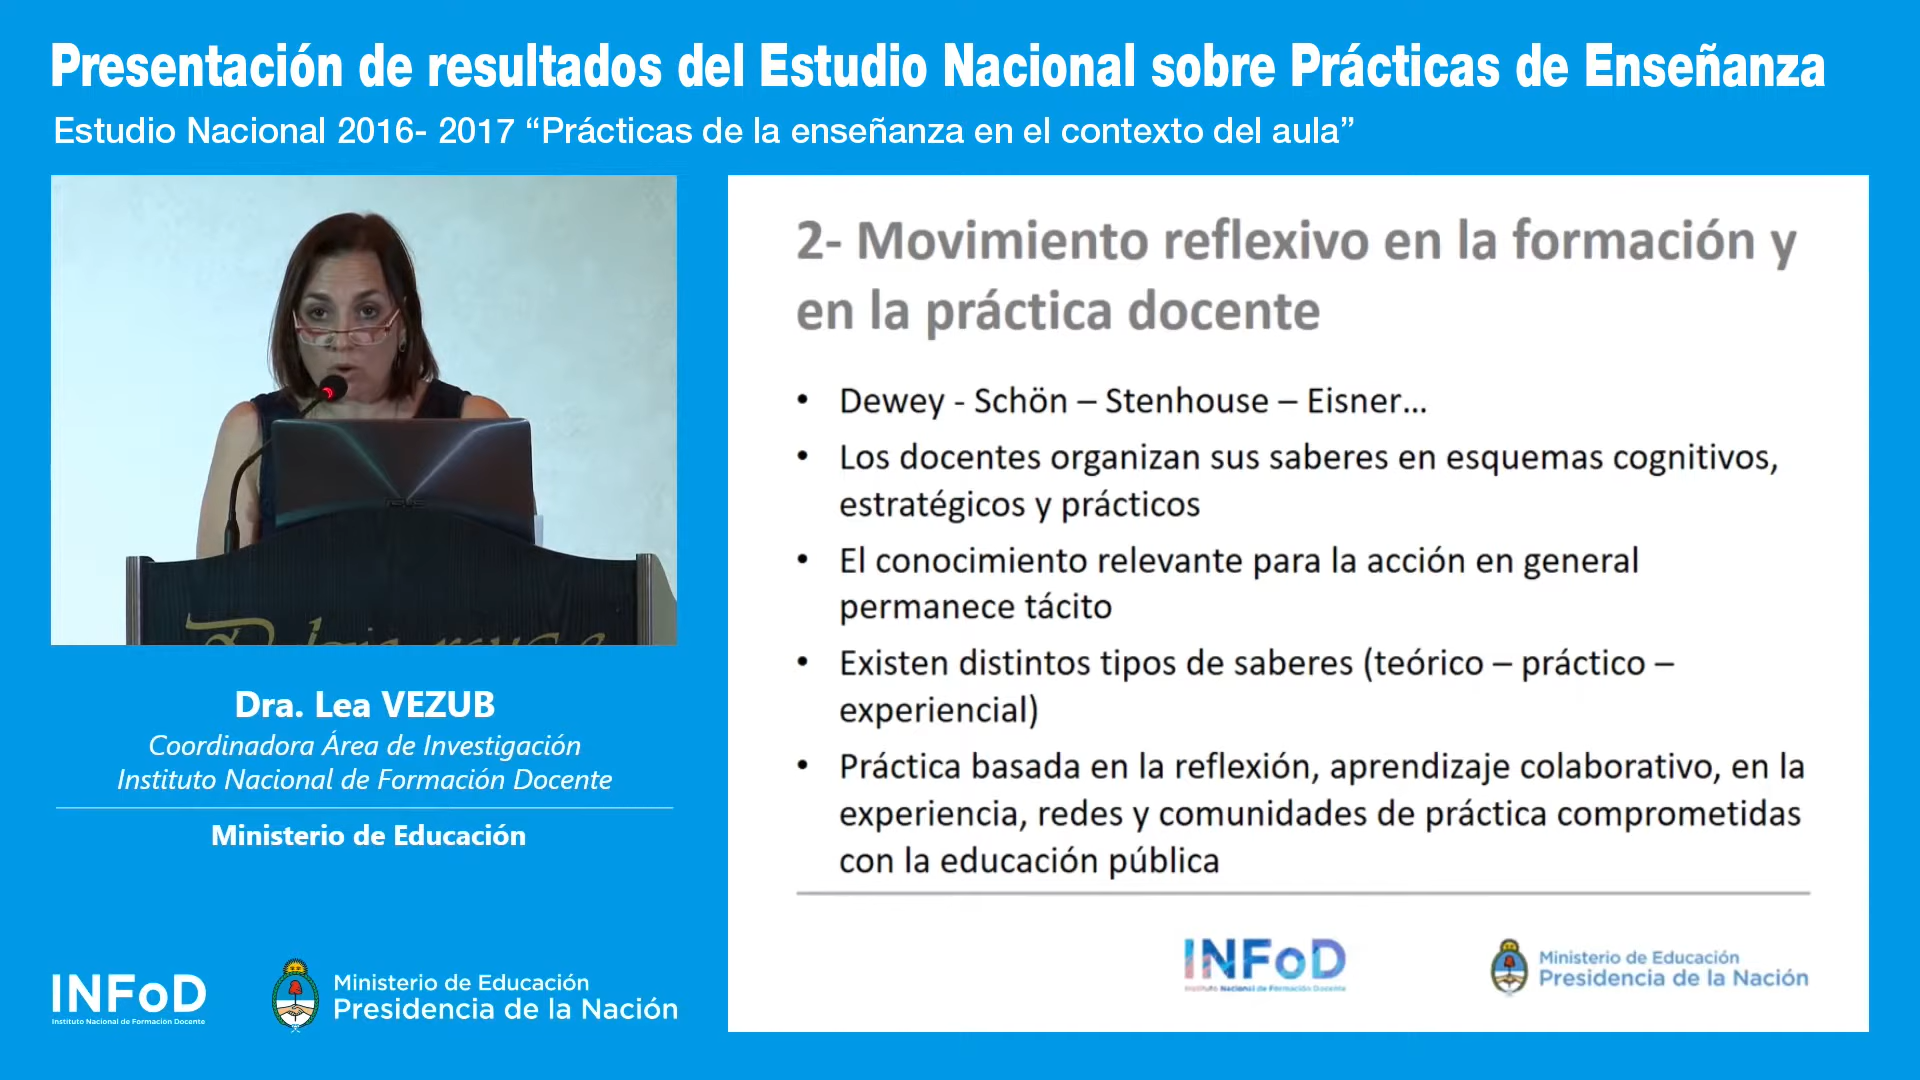 Presentación de resultados del Estudio Nacional sobre Prácticas de Enseñanza
Estudio Nacional 2016- 2017 “Prácticas de la enseñanza en el contexto del aula”
2- Movimiento reflexivo en la formación y
en la práctica docente
• Dewey - Schön – Stenhouse – Eisner...
• Los docentes organizan sus saberes en esquemas cognitivos,
estratégicos y prácticos
• El conocimiento relevante para la acción en general
permanece tácito
• Existen distintos tipos de saberes (teórico – práctico –
experiencial)
• Práctica basada en la reflexión, aprendizaje colaborativo, en la
experiencia, redes y comunidades de práctica comprometidas
con la educación pública
INFoD
Instituto Nacional de Formación Docente
Ministerio de Educación
Presidencia de la Nación
ASUS
Dra. Lea VEZUB
Coordinadora Área de Investigación
Instituto Nacional de Formación Docente
Ministerio de Educación
INFoD
Instituto Nacional de Formación Docente
Ministerio de Educación
Presidencia de la Nación